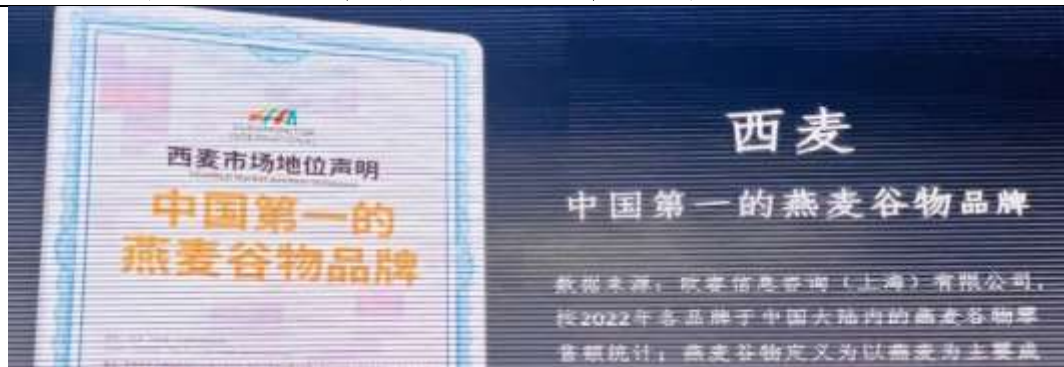 西麦市场地位声明
中国第一的
燕麦谷物品牌
西麦
中国第一的燕麦谷物品牌
数据来源：欧睿信息咨询（上海）有限公司，
按2022年各品牌于中国大陆内的燕麦谷物零
售额统计；燕麦谷物定义为以燕麦为主要成